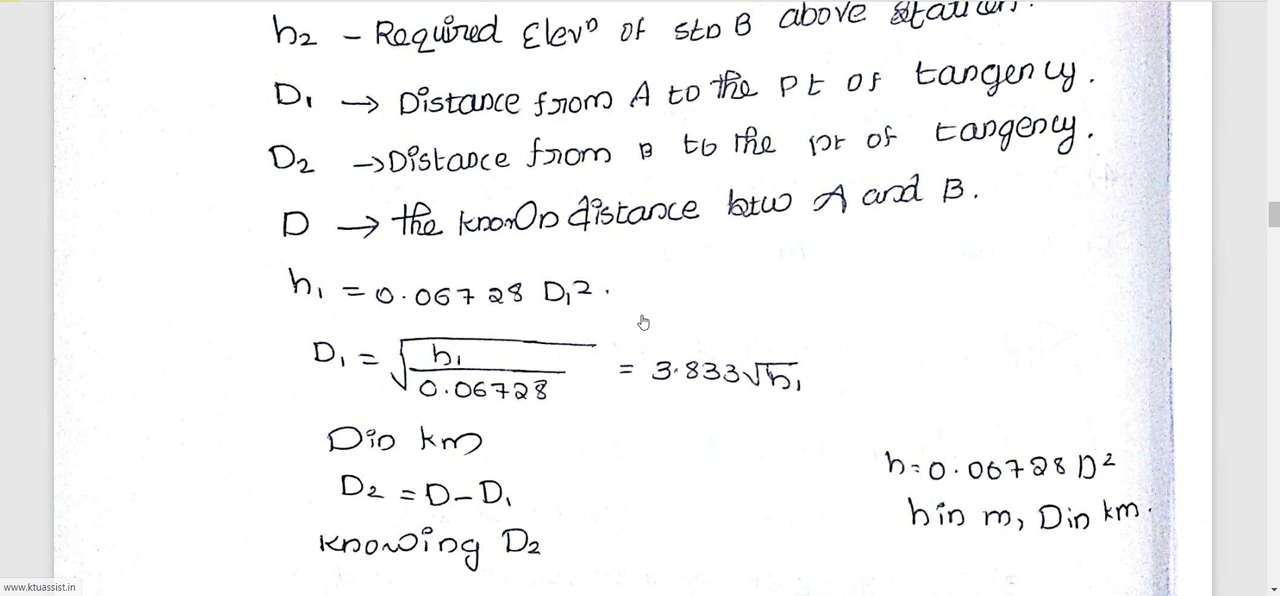 h2 - Required Elevn of stn B above station.
D1 → Distance from A to the Pt of tangency.
D2 → Distance from B to the pt of tangency.
D → the known distance btw A and B.
h1 = 0.06728 D1².
D1 = √(h1/0.06728) = 3.833√h1
D in km
D2 = D - D1
h = 0.06728 D²
h in m, D in km.
knowing D2
www.ktuassist.in